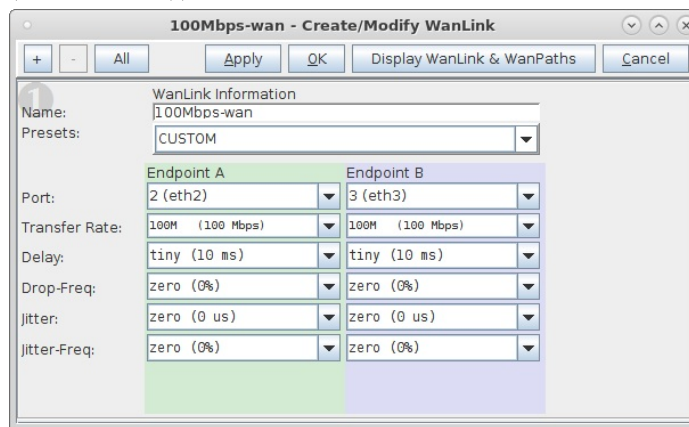 100Mbps-wan - Create/Modify WanLink
+ - All Apply OK Display WanLink & WanPaths Cancel
1
WanLink Information
Name: 100Mbps-wan
Presets: CUSTOM
Endpoint A Endpoint B
Port: 2 (eth2) 3 (eth3)
Transfer Rate: 100M (100 Mbps) 100M (100 Mbps)
Delay: tiny (10 ms) tiny (10 ms)
Drop-Freq: zero (0%) zero (0%)
Jitter: zero (0 us) zero (0 us)
Jitter-Freq: zero (0%) zero (0%)